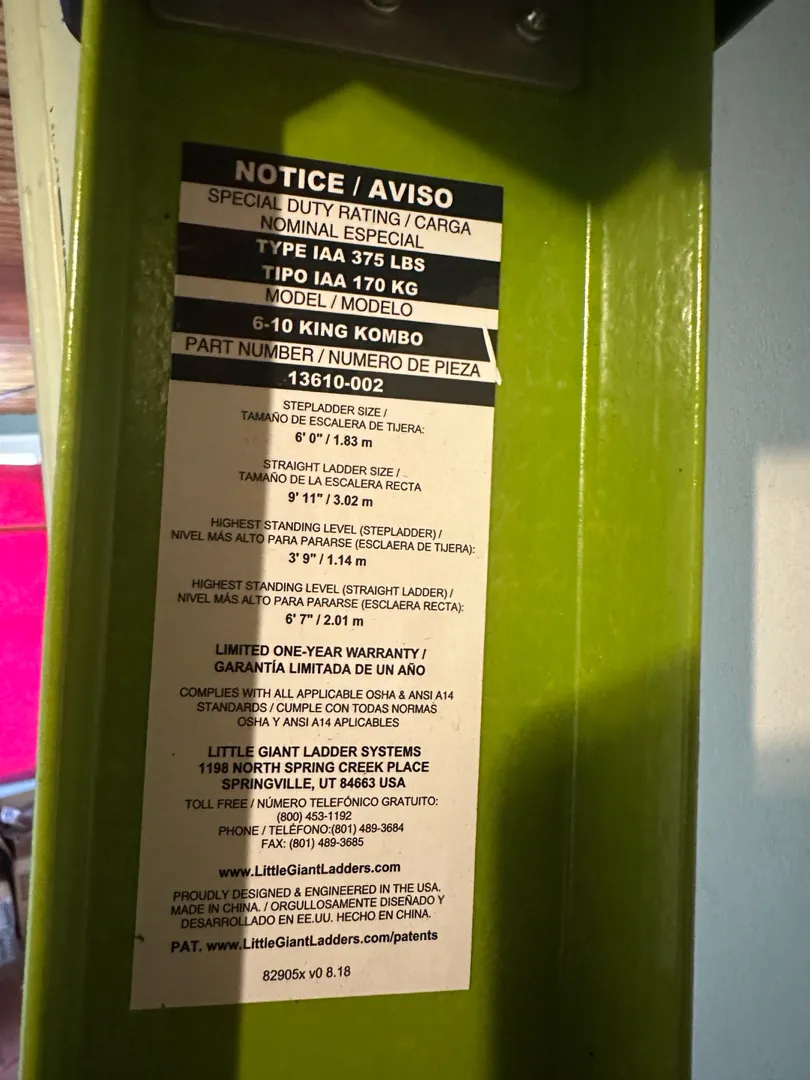 NOTICE / AVISO
SPECIAL DUTY RATING / CARGA
NOMINAL ESPECIAL
TYPE IAA 375 LBS
TIPO IAA 170 KG
MODEL / MODELO
6-10 KING KOMBO
PART NUMBER / NUMERO DE PIEZA
13610-002
STEPLADDER SIZE /
TAMAÑO DE ESCALERA DE TIJERA:
6' 0" / 1.83 m
STRAIGHT LADDER SIZE /
TAMAÑO DE LA ESCALERA RECTA
9' 11" / 3.02 m
HIGHEST STANDING LEVEL (STEPLADDER) /
NIVEL MÁS ALTO PARA PARARSE (ESCLAERA DE TIJERA):
3' 9" / 1.14 m
HIGHEST STANDING LEVEL (STRAIGHT LADDER) /
NIVEL MÁS ALTO PARA PARARSE (ESCLAERA RECTA):
6' 7" / 2.01 m
LIMITED ONE-YEAR WARRANTY /
GARANTÍA LIMITADA DE UN AÑO
COMPLIES WITH ALL APPLICABLE OSHA & ANSI A14
STANDARDS / CUMPLE CON TODAS NORMAS
OSHA Y ANSI A14 APLICABLES
LITTLE GIANT LADDER SYSTEMS
1198 NORTH SPRING CREEK PLACE
SPRINGVILLE, UT 84663 USA
TOLL FREE / NÚMERO TELEFÓNICO GRATUITO:
(800) 453-1192
PHONE / TELÉFONO:(801) 489-3684
FAX: (801) 489-3685
www.LittleGiantLadders.com
PROUDLY DESIGNED & ENGINEERED IN THE USA.
MADE IN CHINA. / ORGULLOSAMENTE DISEÑADO Y
DESARROLLADO EN EE.UU. HECHO EN CHINA.
PAT. www.LittleGiantLadders.com/patents
82905x v0 8.18